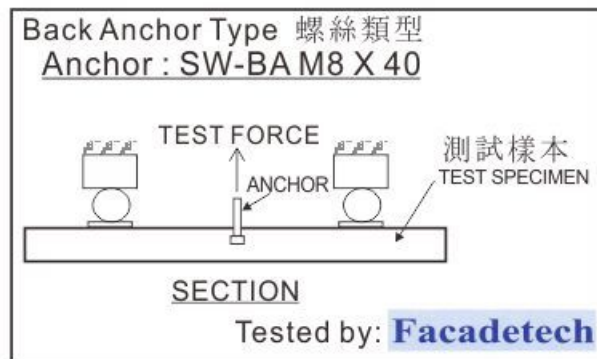 Back Anchor Type 螺絲類型
Anchor : SW-BA M8 X 40
TEST FORCE
ANCHOR
測試樣本
TEST SPECIMEN
SECTION
Tested by: Facadetech